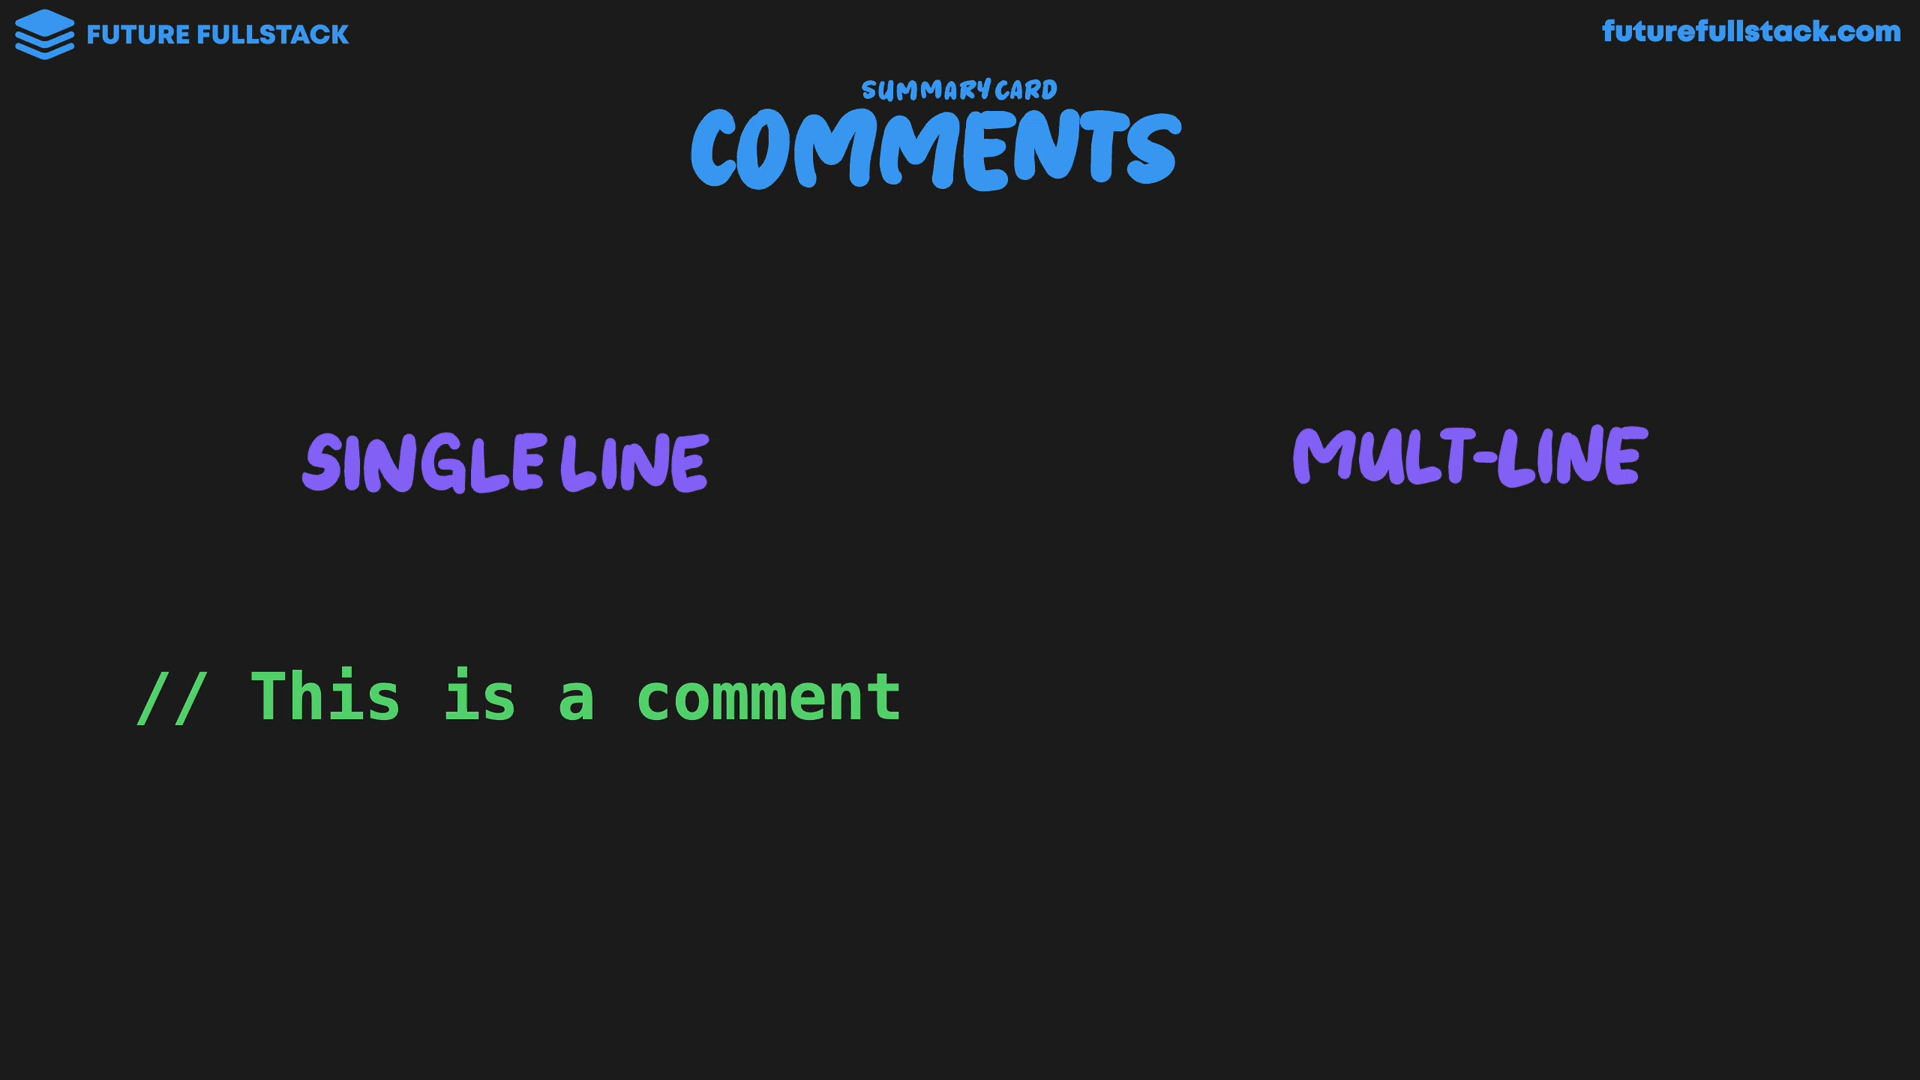 FUTURE FULLSTACK
futurefullstack.com
SUMMARY CARD
COMMENTS
SINGLE LINE
MULT-LINE
// This is a comment